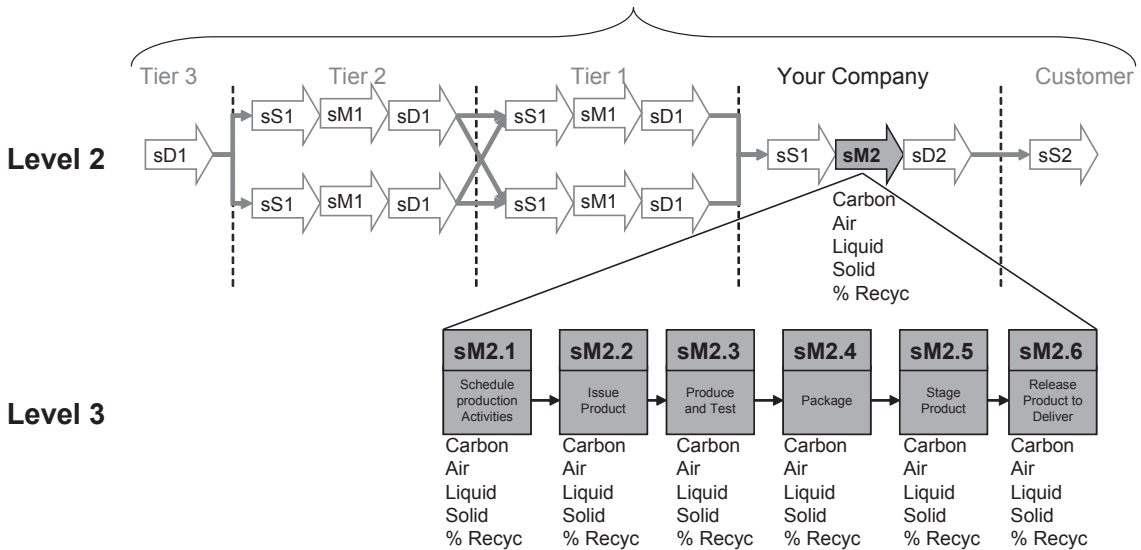 Tier 3
Tier 2
Tier 1
Your Company
Customer
Level 2
sD1
sS1
sM1
sD1
sS1
sM1
sD1
sS1
sM1
sD1
sS1
sM1
sD1
sS1
sM2
sD2
sS2
Carbon
Air
Liquid
Solid
% Recyc
Level 3
sM2.1
Schedule
production
Activities
Carbon
Air
Liquid
Solid
% Recyc
sM2.2
Issue
Product
Carbon
Air
Liquid
Solid
% Recyc
sM2.3
Produce
and Test
Carbon
Air
Liquid
Solid
% Recyc
sM2.4
Package
Carbon
Air
Liquid
Solid
% Recyc
sM2.5
Stage
Product
Carbon
Air
Liquid
Solid
% Recyc
sM2.6
Release
Product to
Deliver
Carbon
Air
Liquid
Solid
% Recyc